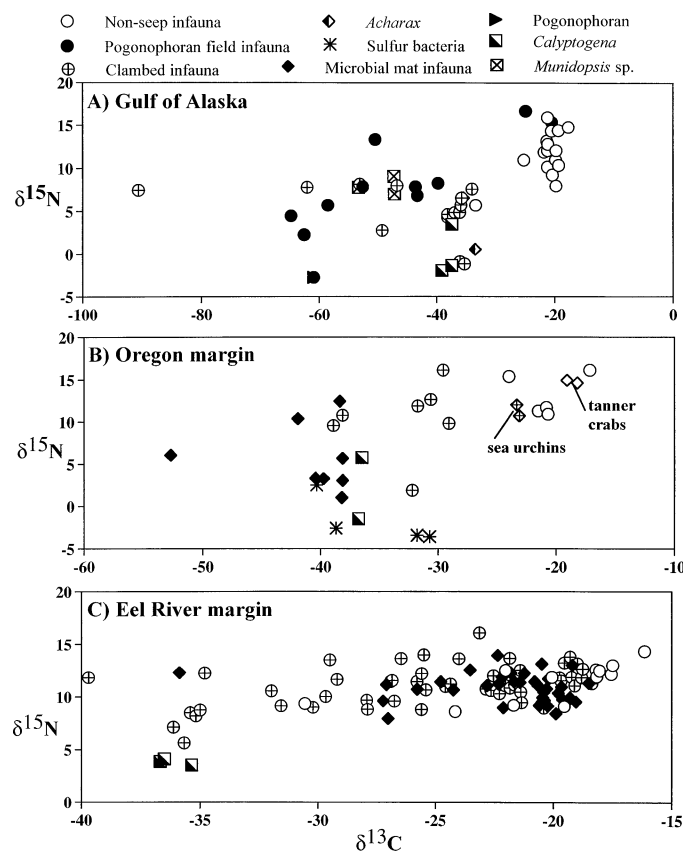 Non-seep infauna Acharax Pogonophoran
Pogonophoran field infauna Sulfur bacteria Calyptogena
Clambed infauna Microbial mat infauna Munidopsis sp.
A) Gulf of Alaska
20
15
10
5
0
-5
δ15N
-100 -80 -60 -40 -20 0
B) Oregon margin
20
15
10
5
0
-5
δ15N
tanner
crabs
sea urchins
-60 -50 -40 -30 -20 -10
C) Eel River margin
20
15
10
5
0
δ15N
-40 -35 -30 -25 -20 -15
δ13C